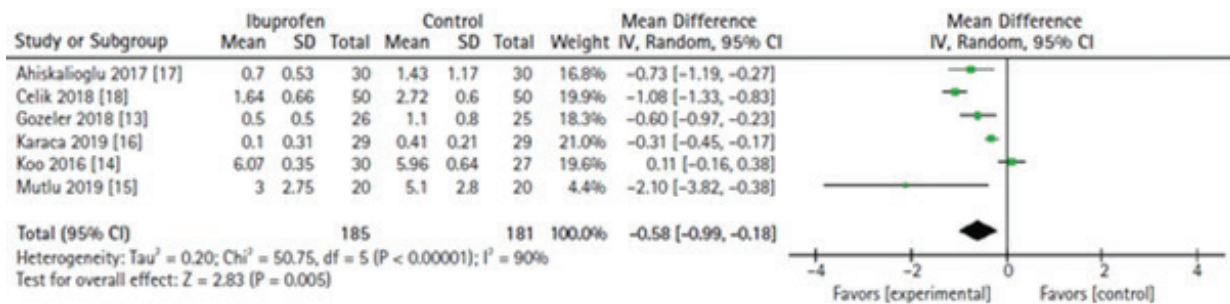 Ibuprofen Control Mean Difference Mean Difference
Study or Subgroup Mean SD Total Mean SD Total Weight IV, Random, 95% CI IV, Random, 95% CI
Ahiskalioglu 2017 [17] 0.7 0.53 30 1.43 1.17 30 16.8% −0.73 [−1.19, −0.27]
Celik 2018 [18] 1.64 0.66 50 2.72 0.6 50 19.9% −1.08 [−1.33, −0.83]
Gozeler 2018 [13] 0.5 0.5 26 1.1 0.8 25 18.3% −0.60 [−0.97, −0.23]
Karaca 2019 [16] 0.1 0.31 29 0.41 0.21 29 21.0% −0.31 [−0.45, −0.17]
Koo 2016 [14] 6.07 0.35 30 5.96 0.64 27 19.6% 0.11 [−0.16, 0.38]
Mutlu 2019 [15] 3 2.75 20 5.1 2.8 20 4.4% −2.10 [−3.82, −0.38]
Total (95% CI) 185 181 100.0% −0.58 [−0.99, −0.18]
Heterogeneity: Tau² = 0.20; Chi² = 50.75, df = 5 (P < 0.00001); I² = 90%
Test for overall effect: Z = 2.83 (P = 0.005)
−4 −2 0 2 4
Favors [experimental] Favors [control]